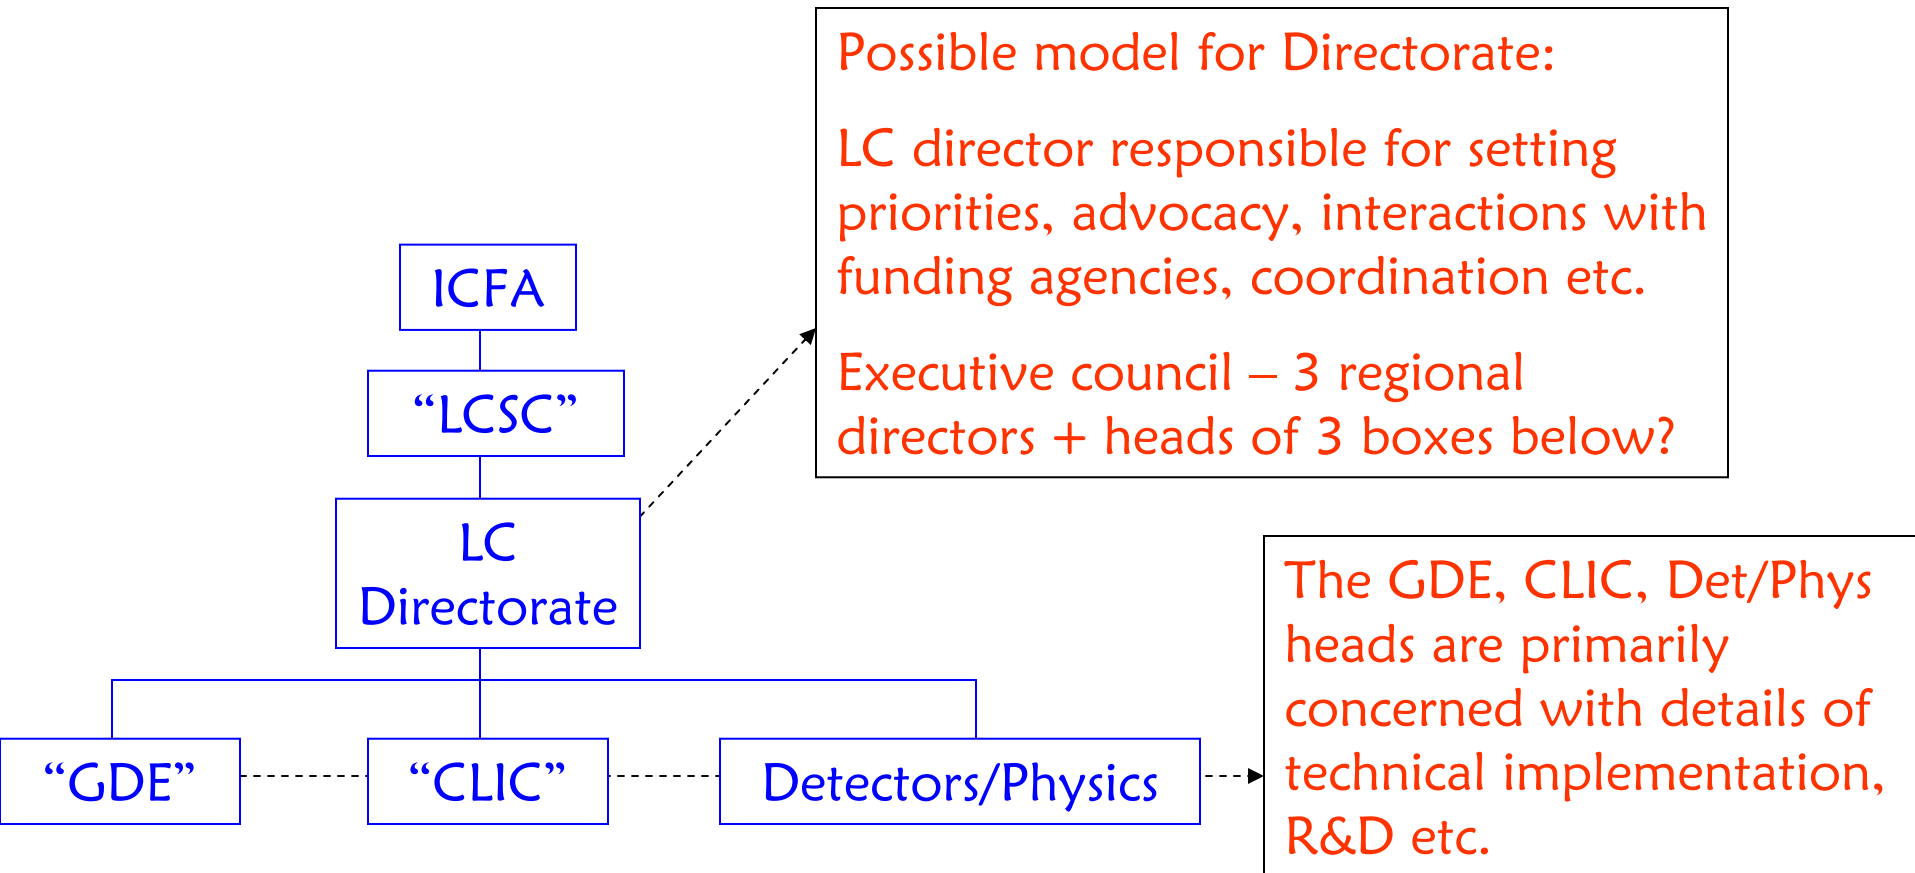 Possible model for Directorate:
LC director responsible for setting
priorities, advocacy, interactions with
funding agencies, coordination etc.
Executive council – 3 regional
directors + heads of 3 boxes below?
ICFA
“LCSC”
LC
Directorate
“GDE”
“CLIC”
Detectors/Physics
The GDE, CLIC, Det/Phys
heads are primarily
concerned with details of
technical implementation,
R&D etc.